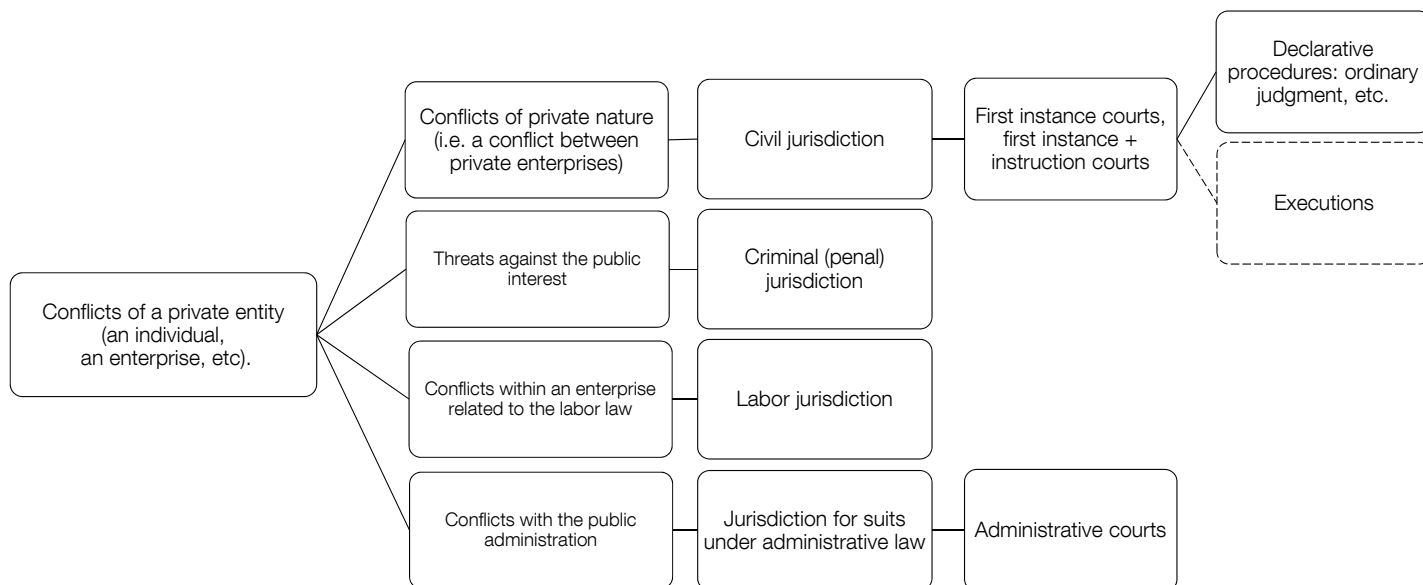 Conflicts of a private entity
(an individual,
an enterprise, etc).
Conflicts of private nature
(i.e. a conflict between
private enterprises)
Civil jurisdiction
First instance courts,
first instance +
instruction courts
Declarative
procedures: ordinary
judgment, etc.
Executions
Threats against the public
interest
Criminal (penal)
jurisdiction
Conflicts within an enterprise
related to the labor law
Labor jurisdiction
Conflicts with the public
administration
Jurisdiction for suits
under administrative law
Administrative courts